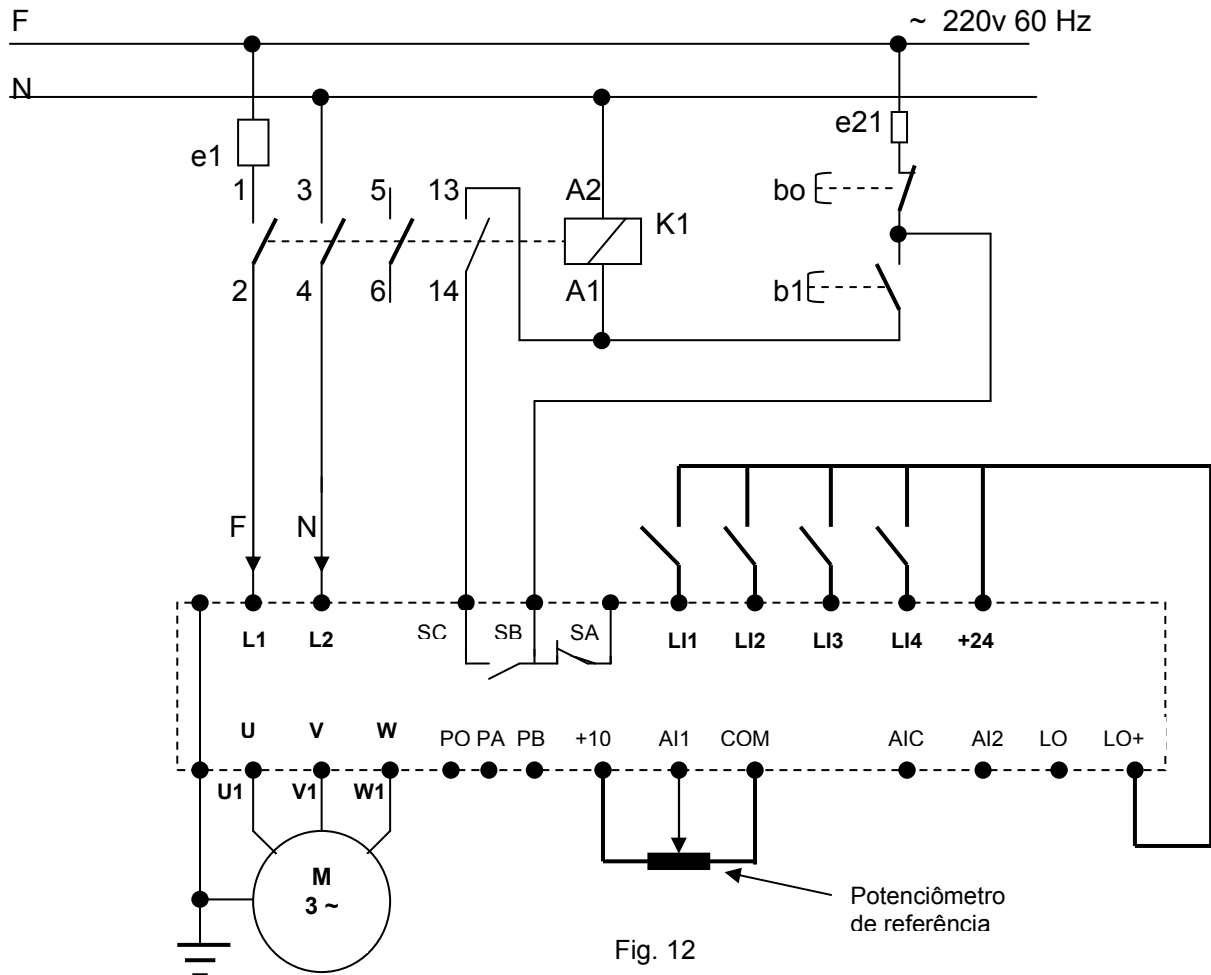 F ~ 220v 60 Hz
N
e1 e21
1 3 5 13 A2 bo
K1
2 4 6 14 A1 b1
F N
L1 L2 SC SB SA LI1 LI2 LI3 LI4 +24
U V W PO PA PB +10 AI1 COM AIC AI2 LO LO+
U1 V1 W1
M
3 ~
Potenciômetro
de referência
Fig. 12